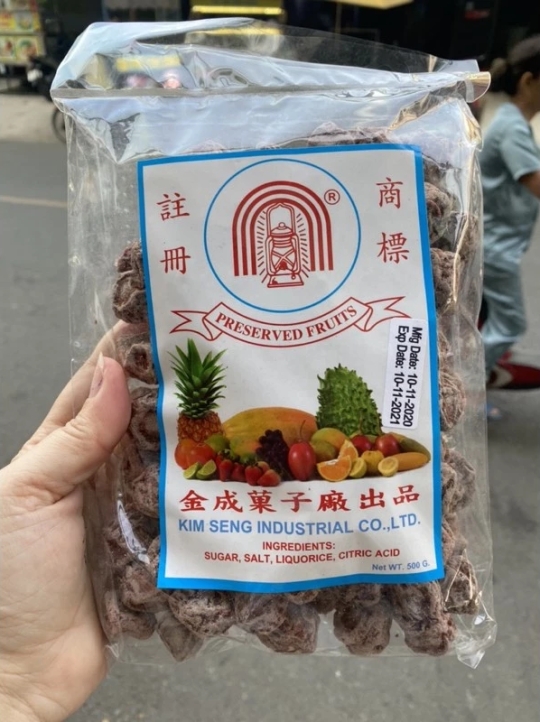 註冊
商標
®
PRESERVED FRUITS
Mfg Date: 10-11-2020
Exp Date: 10-11-2021
金成菓子廠出品
KIM SENG INDUSTRIAL CO.,LTD.
INGREDIENTS:
SUGAR, SALT, LIQUORICE, CITRIC ACID
Net WT. 500 G.